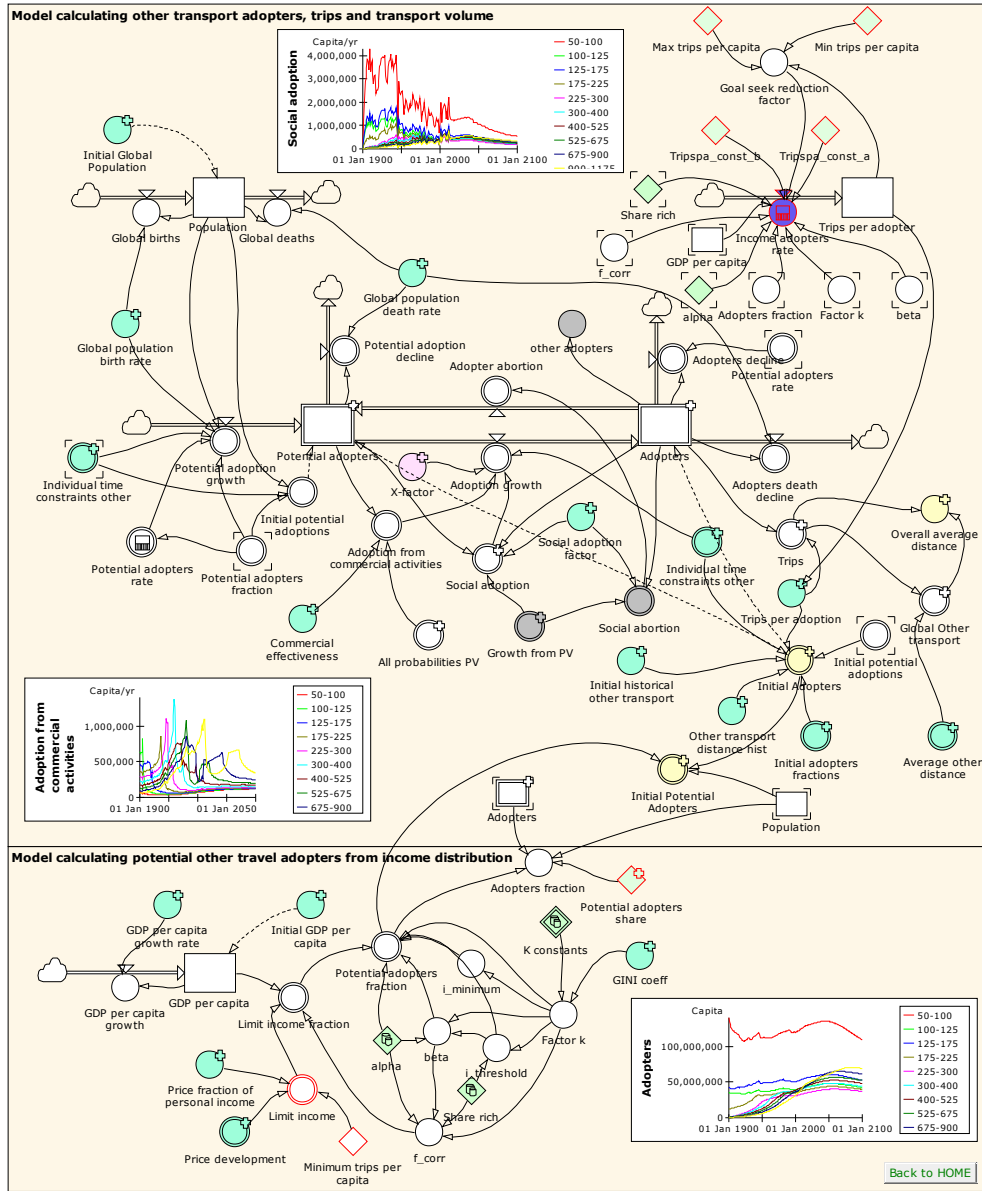 Model calculating other transport adopters, trips and transport volume
Social adoption
Capita/yr
4,000,000
3,000,000
2,000,000
1,000,000
0
01 Jan 1900
01 Jan 2000
01 Jan 2100
50-100
100-125
125-175
175-225
225-300
300-400
400-525
525-675
675-900
900-1175
Max trips per capita
Min trips per capita
Goal seek reduction
factor
Initial Global
Population
Tripspa_const_b
Tripspa_const_a
Share rich
Global births
Population
Global deaths
f_corr
GDP per capita
Income adopters
rate
Trips per adopter
alpha
Adopters fraction
Factor k
beta
Global population
death rate
Global population
birth rate
Potential adoption
decline
other adopters
Adopter abortion
Adopters decline
Potential adopters
rate
Potential adopters
Adopters
Individual time
constraints other
Potential adoption
growth
X-factor
Adoption growth
Adopters death
decline
Initial potential
adoptions
Potential adopters
rate
Potential adopters
fraction
Adoption from
commercial activities
Social adoption
Social adoption
factor
Individual time
constraints other
Trips
Overall average
distance
Commercial
effectiveness
All probabilities PV
Growth from PV
Social abortion
Trips per adoption
Global Other
transport
Initial historical
other transport
Initial Adopters
Initial potential
adoptions
Other transport
distance hist
Initial adopters
fractions
Average other
distance
Adoption from
commercial
activities
Capita/yr
1,000,000
500,000
0
01 Jan 1900
01 Jan 2050
50-100
100-125
125-175
175-225
225-300
300-400
400-525
525-675
675-900
Adopters
Initial Potential
Adopters
Population
Model calculating potential other travel adopters from income distribution
Adopters fraction
Potential adopters
share
GDP per capita
growth rate
Initial GDP per
capita
K constants
GINI coeff
Potential adopters
fraction
i_minimum
GDP per capita
growth
GDP per capita
Limit income fraction
alpha
beta
i_threshold
Factor k
Price fraction of
personal income
Limit income
Share rich
Price development
Minimum trips per
capita
f_corr
Adopters
Capita
100,000,000
50,000,000
0
01 Jan 1900
01 Jan 2000
01 Jan 2100
50-100
100-125
125-175
175-225
225-300
300-400
400-525
525-675
675-900
Back to HOME